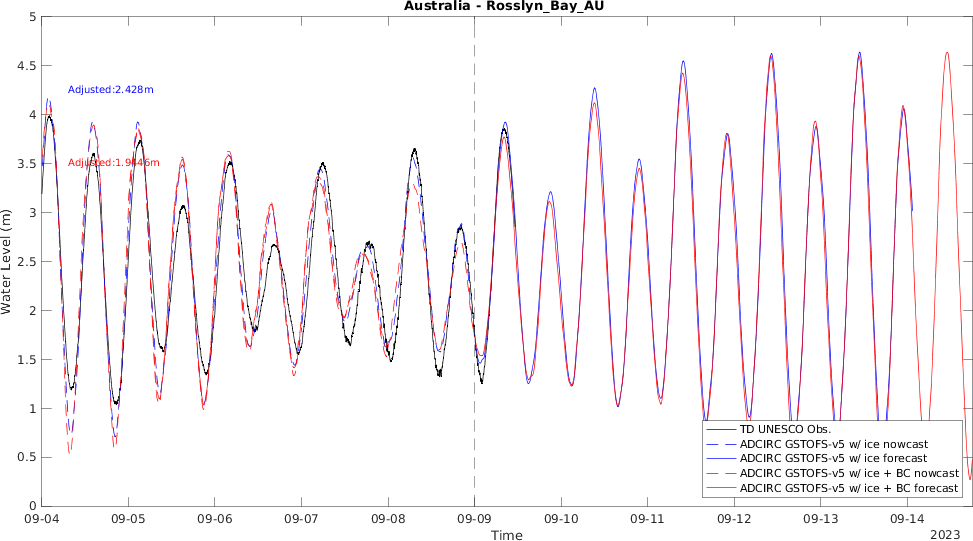 Australia - Rosslyn_Bay_AU
5
4.5
4
3.5
3
2.5
2
1.5
1
0.5
0
Water Level (m)
Adjusted:2.428m
Adjusted:1.9446m
TD UNESCO Obs.
ADCIRC GSTOFS-v5 w/ ice nowcast
ADCIRC GSTOFS-v5 w/ ice forecast
ADCIRC GSTOFS-v5 w/ ice + BC nowcast
ADCIRC GSTOFS-v5 w/ ice + BC forecast
09-04 09-05 09-06 09-07 09-08 09-09 09-10 09-11 09-12 09-13 09-14
Time
2023